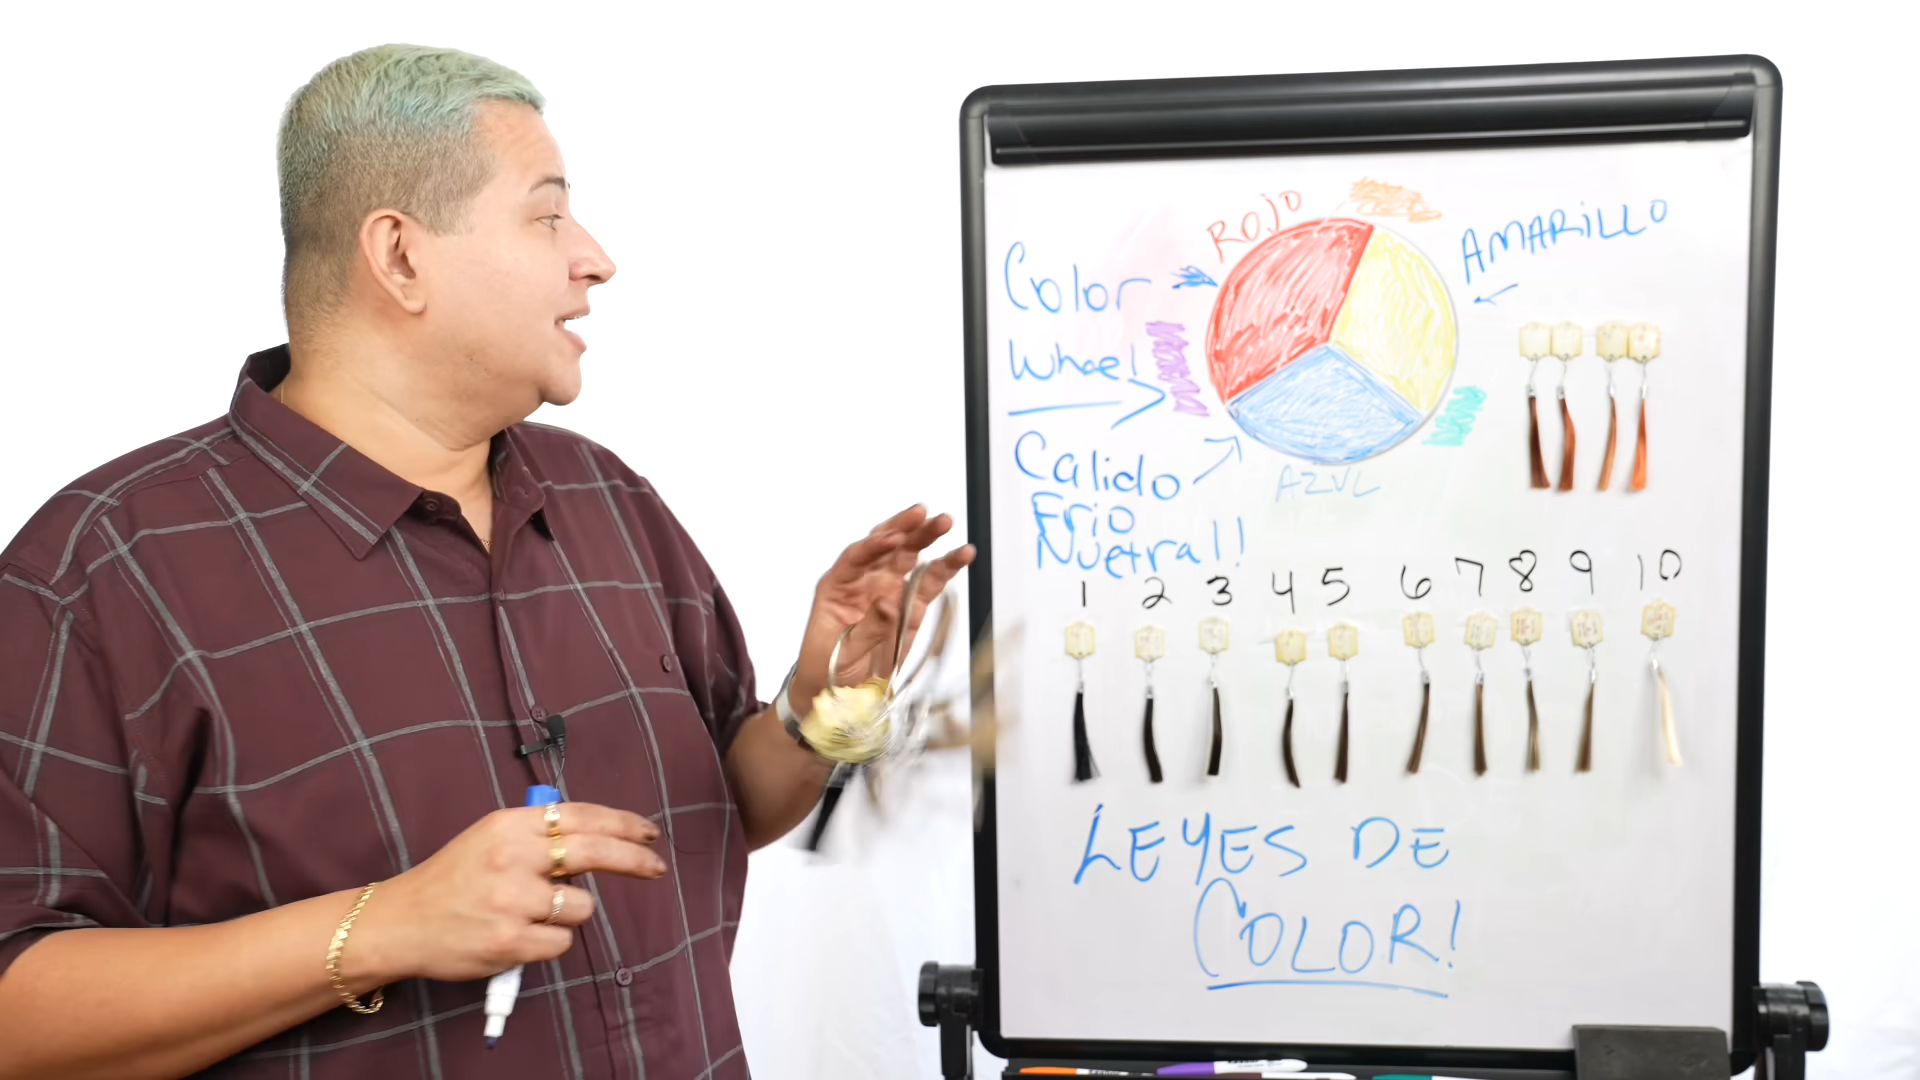 ROJO
AMARILLO
Color
Wheel
Calido
Frio
Nuetral!!
AZUL
1 2 3 4 5 6 7 8 9 10
LEYES DE
COLOR!